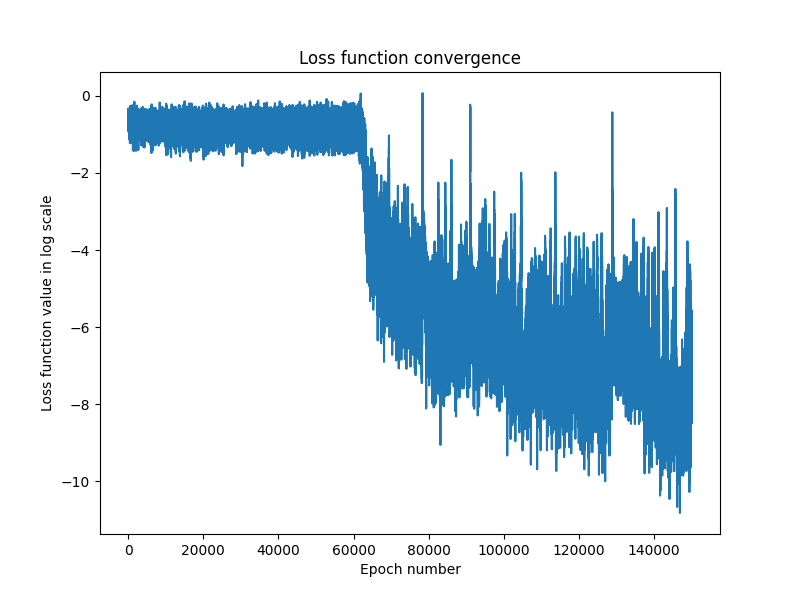 Loss function convergence
Loss function value in log scale
0
−2
−4
−6
−8
−10
0 20000 40000 60000 80000 100000 120000 140000
Epoch number